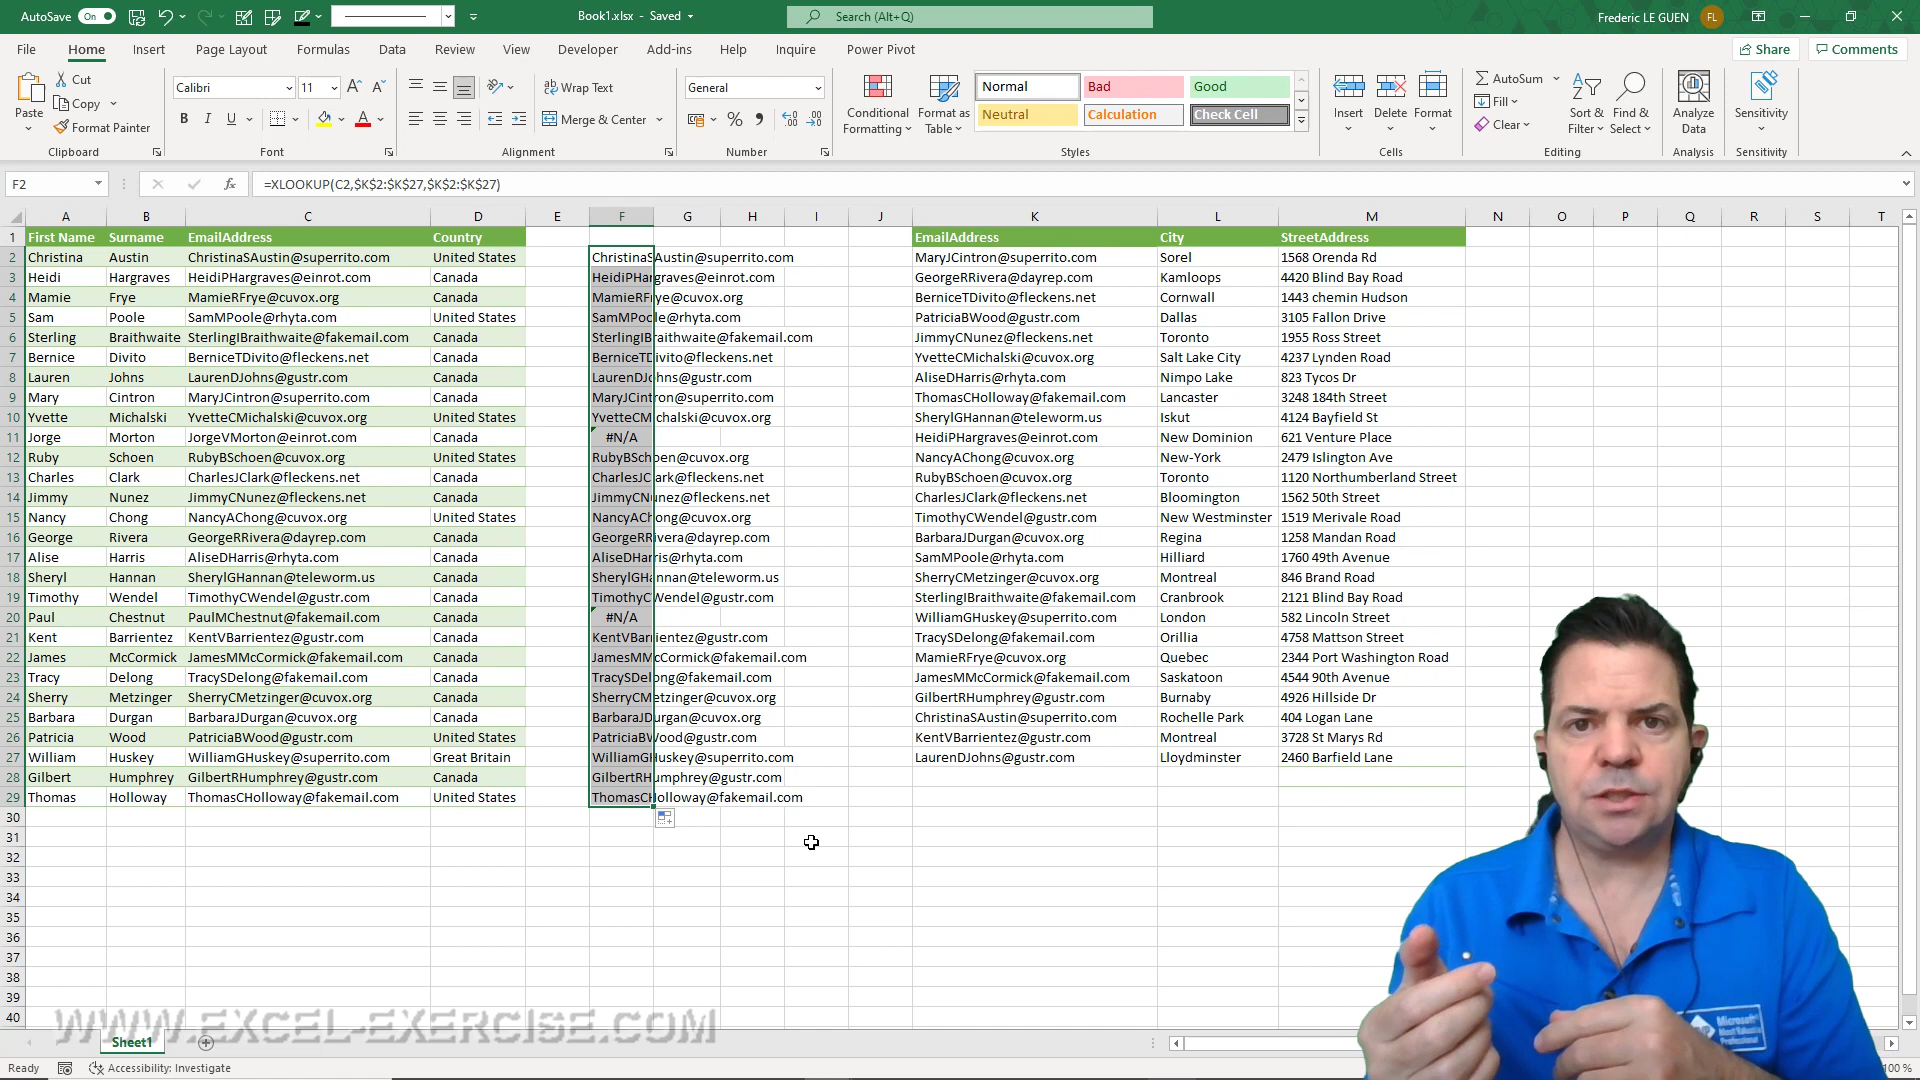 AutoSave On Book1.xlsx - Saved Search (Alt+Q) Frederic LE GUEN FL
File Home Insert Page Layout Formulas Data Review View Developer Add-ins Help Inquire Power Pivot Share Comments
Paste Cut Copy Format Painter Clipboard
Calibri 11 B I U A A A Font
Wrap Text Merge & Center Alignment
General % Number
Conditional Formatting Format as Table Normal Bad Good Neutral Calculation Check Cell Styles
Insert Delete Format Cells
AutoSum Fill Clear Sort & Filter Find & Select Editing
Analyze Data Analysis
Sensitivity Sensitivity
F2 fx =XLOOKUP(C2,$K$2:$K$27,$K$2:$K$27)
A B C D E F G H I J K L M N O P Q R S T
1 First Name Surname EmailAddress Country EmailAddress City StreetAddress
2 Christina Austin ChristinaSAustin@superrito.com United States ChristinaSAustin@superrito.com MaryJCintron@superrito.com Sorel 1568 Orenda Rd
3 Heidi Hargraves HeidiPHargraves@einrot.com Canada HeidiPHargraves@einrot.com GeorgeRRivera@dayrep.com Kamloops 4420 Blind Bay Road
4 Mamie Frye MamieRFrye@cuvox.org Canada MamieRFrye@cuvox.org BerniceTDivito@fleckens.net Cornwall 1443 chemin Hudson
5 Sam Poole SamMPoole@rhyta.com United States SamMPoole@rhyta.com PatriciaBWood@gustr.com Dallas 3105 Fallon Drive
6 Sterling Braithwaite SterlingIBraithwaite@fakemail.com Canada SterlingIBraithwaite@fakemail.com JimmyCNunez@fleckens.net Toronto 1955 Ross Street
7 Bernice Divito BerniceTDivito@fleckens.net Canada BerniceTDivito@fleckens.net YvetteCMichalski@cuvox.org Salt Lake City 4237 Lynden Road
8 Lauren Johns LaurenDJohns@gustr.com Canada LaurenDJohns@gustr.com AliseDHarris@rhyta.com Nimpo Lake 823 Tycos Dr
9 Mary Cintron MaryJCintron@superrito.com Canada MaryJCintron@superrito.com ThomasCHolloway@fakemail.com Lancaster 3248 184th Street
10 Yvette Michalski YvetteCMichalski@cuvox.org United States YvetteCMichalski@cuvox.org SherylGHannan@teleworm.us Iskut 4124 Bayfield St
11 Jorge Morton JorgeVMorton@einrot.com Canada #N/A HeidiPHargraves@einrot.com New Dominion 621 Venture Place
12 Ruby Schoen RubyBSchoen@cuvox.org United States RubyBSchoen@cuvox.org NancyAChong@cuvox.org New-York 2479 Islington Ave
13 Charles Clark CharlesJClark@fleckens.net Canada CharlesJClark@fleckens.net RubyBSchoen@cuvox.org Toronto 1120 Northumberland Street
14 Jimmy Nunez JimmyCNunez@fleckens.net Canada JimmyCNunez@fleckens.net CharlesJClark@fleckens.net Bloomington 1562 50th Street
15 Nancy Chong NancyAChong@cuvox.org United States NancyAChong@cuvox.org TimothyCWendel@gustr.com New Westminster 1519 Merivale Road
16 George Rivera GeorgeRRivera@dayrep.com Canada GeorgeRRivera@dayrep.com BarbaraJDurgan@cuvox.org Regina 1258 Mandan Road
17 Alise Harris AliseDHarris@rhyta.com Canada AliseDHarris@rhyta.com SamMPoole@rhyta.com Hilliard 1760 49th Avenue
18 Sheryl Hannan SherylGHannan@teleworm.us Canada SherylGHannan@teleworm.us SherryCMetzinger@cuvox.org Montreal 846 Brand Road
19 Timothy Wendel TimothyCWendel@gustr.com Canada TimothyCWendel@gustr.com SterlingIBraithwaite@fakemail.com Cranbrook 2121 Blind Bay Road
20 Paul Chestnut PaulMChestnut@fakemail.com Canada #N/A WilliamGHuskey@superrito.com London 582 Lincoln Street
21 Kent Barrientez KentVBarrientez@gustr.com Canada KentVBarrientez@gustr.com TracySDelong@fakemail.com Orillia 4758 Mattson Street
22 James McCormick JamesMMcCormick@fakemail.com Canada JamesMMcCormick@fakemail.com MamieRFrye@cuvox.org Quebec 2344 Port Washington Road
23 Tracy Delong TracySDelong@fakemail.com Canada TracySDelong@fakemail.com JamesMMcCormick@fakemail.com Saskatoon 4544 90th Avenue
24 Sherry Metzinger SherryCMetzinger@cuvox.org Canada SherryCMetzinger@cuvox.org GilbertRHumphrey@gustr.com Burnaby 4926 Hillside Dr
25 Barbara Durgan BarbaraJDurgan@cuvox.org Canada BarbaraJDurgan@cuvox.org ChristinaSAustin@superrito.com Rochelle Park 404 Logan Lane
26 Patricia Wood PatriciaBWood@gustr.com United States PatriciaBWood@gustr.com KentVBarrientez@gustr.com Montreal 3728 St Marys Rd
27 William Huskey WilliamGHuskey@superrito.com Great Britain WilliamGHuskey@superrito.com LaurenDJohns@gustr.com Lloydminster 2460 Barfield Lane
28 Gilbert Humphrey GilbertRHumphrey@gustr.com Canada GilbertRHumphrey@gustr.com
29 Thomas Holloway ThomasCHolloway@fakemail.com United States ThomasCHolloway@fakemail.com
30
31
32
33
34
35
36
37
38
39
40
WWW.EXCEL-EXERCISE.COM
Microsoft Most Valuable Professional
Sheet1
Ready Accessibility: Investigate 100 %